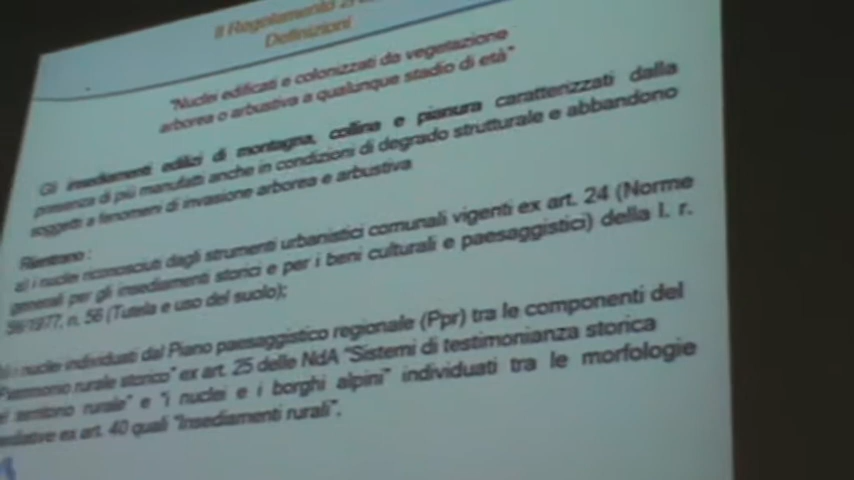 Il Regolamento
Definizioni
"Nuclei edificati e colonizzati da vegetazione
arborea o arbustiva a qualunque stadio di età"
Gli insediamenti edilizi di montagna, collina e pianura caratterizzati dalla
presenza di più manufatti anche in condizioni di degrado strutturale e abbandono
soggetti a fenomeni di invasione arborea e arbustiva
Rientrano :
a) i nuclei riconosciuti dagli strumenti urbanistici comunali vigenti ex art. 24 (Norme
generali per gli insediamenti storici e per i beni culturali e paesaggistici) della l. r.
56/1977, n. 56 (Tutela e uso del suolo);
i nuclei individuati dal Piano paesaggistico regionale (Ppr) tra le componenti del
"Patrimonio rurale storico" ex art. 25 delle NdA "Sistemi di testimonianza storica
territorio rurale" e "i nuclei e i borghi alpini" individuati tra le morfologie
ex art. 40 quali "Insediamenti rurali".